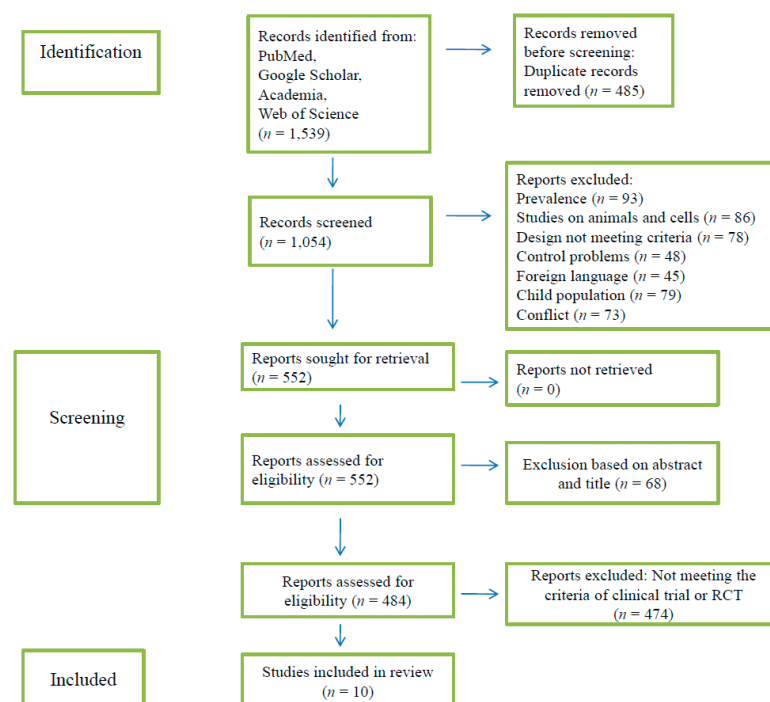 Identification
Records identified from:
PubMed,
Google Scholar,
Academia,
Web of Science
(n = 1,539)
Records removed
before screening:
Duplicate records
removed (n = 485)
Records screened
(n = 1,054)
Reports excluded:
Prevalence (n = 93)
Studies on animals and cells (n = 86)
Design not meeting criteria (n = 78)
Control problems (n = 48)
Foreign language (n = 45)
Child population (n = 79)
Conflict (n = 73)
Screening
Reports sought for retrieval
(n = 552)
Reports not retrieved
(n = 0)
Reports assessed for
eligibility (n = 552)
Exclusion based on abstract
and title (n = 68)
Reports assessed for
eligibility (n = 484)
Reports excluded: Not meeting the
criteria of clinical trial or RCT
(n = 474)
Included
Studies included in review
(n = 10)